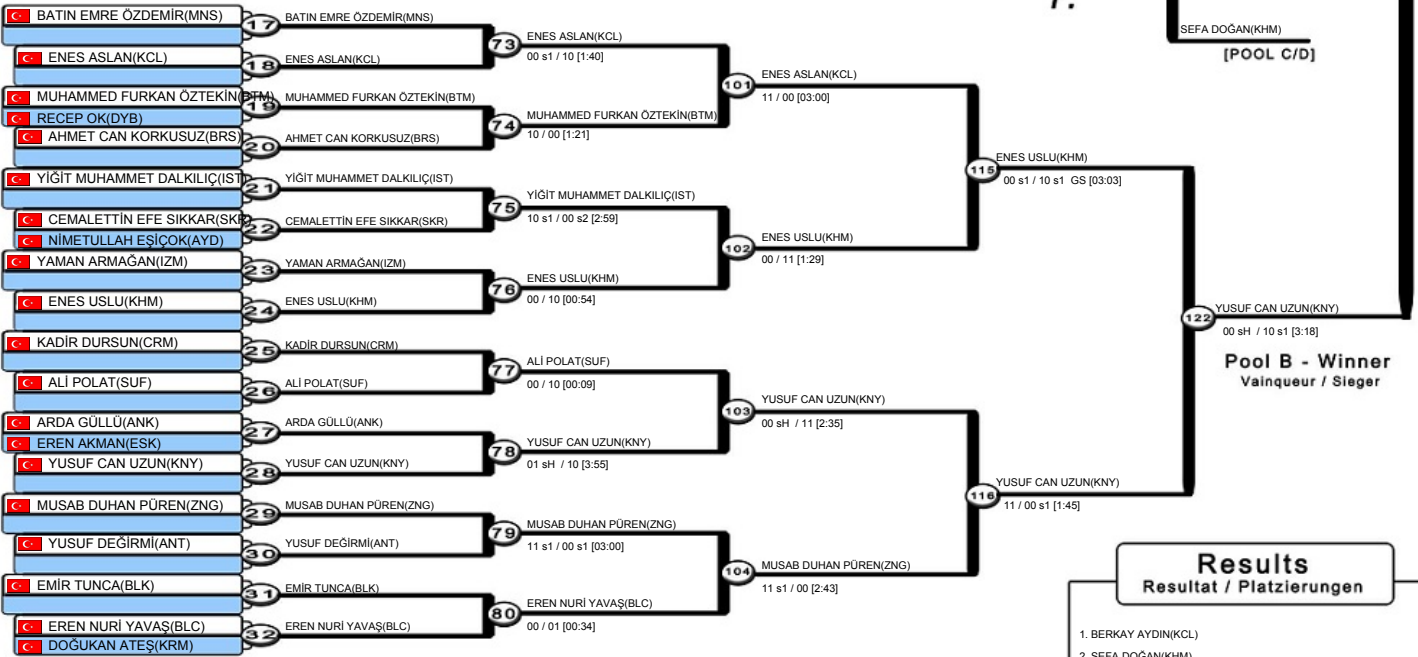 BATIN EMRE ÖZDEMİR(MNS)
ENES ASLAN(KCL)
MUHAMMED FURKAN ÖZTEKİN(BTM)
RECEP OK(DYB)
AHMET CAN KORKUSUZ(BRS)
YİĞİT MUHAMMET DALKILIÇ(IST)
CEMALETTİN EFE SIKKAR(SKR)
NİMETULLAH EŞİÇOK(AYD)
YAMAN ARMAĞAN(IZM)
ENES USLU(KHM)
KADİR DURSUN(CRM)
ALİ POLAT(SUF)
ARDA GÜLLÜ(ANK)
EREN AKMAN(ESK)
YUSUF CAN UZUN(KNY)
MUSAB DUHAN PÜREN(ZNG)
YUSUF DEĞİRMİ(ANT)
EMİR TUNCA(BLK)
EREN NURİ YAVAŞ(BLC)
DOĞUKAN ATEŞ(KRM)
17 BATIN EMRE ÖZDEMİR(MNS)
18 ENES ASLAN(KCL)
19 MUHAMMED FURKAN ÖZTEKİN(BTM)
20 AHMET CAN KORKUSUZ(BRS)
21 YİĞİT MUHAMMET DALKILIÇ(IST)
22 CEMALETTİN EFE SIKKAR(SKR)
23 YAMAN ARMAĞAN(IZM)
24 ENES USLU(KHM)
25 KADİR DURSUN(CRM)
26 ALİ POLAT(SUF)
27 ARDA GÜLLÜ(ANK)
28 YUSUF CAN UZUN(KNY)
29 MUSAB DUHAN PÜREN(ZNG)
30 YUSUF DEĞİRMİ(ANT)
31 EMİR TUNCA(BLK)
32 EREN NURİ YAVAŞ(BLC)
73 ENES ASLAN(KCL)
00 s1 / 10 [1:40]
74 MUHAMMED FURKAN ÖZTEKİN(BTM)
10 / 00 [1:21]
75 YİĞİT MUHAMMET DALKILIÇ(IST)
10 s1 / 00 s2 [2:59]
76 ENES USLU(KHM)
00 / 10 [00:54]
77 ALİ POLAT(SUF)
00 / 10 [00:09]
78 YUSUF CAN UZUN(KNY)
01 sH / 10 [3:55]
79 MUSAB DUHAN PÜREN(ZNG)
11 s1 / 00 s1 [03:00]
80 EREN NURİ YAVAŞ(BLC)
00 / 01 [00:34]
101 ENES ASLAN(KCL)
11 / 00 [03:00]
102 ENES USLU(KHM)
00 / 11 [1:29]
103 YUSUF CAN UZUN(KNY)
00 sH / 11 [2:35]
104 MUSAB DUHAN PÜREN(ZNG)
11 s1 / 00 [2:43]
115 ENES USLU(KHM)
00 s1 / 10 s1 GS [03:03]
116 YUSUF CAN UZUN(KNY)
11 / 00 s1 [1:45]
122 YUSUF CAN UZUN(KNY)
00 sH / 10 s1 [3:18]
Pool B - Winner
Vainqueur / Sieger
SEFA DOĞAN(KHM)
[POOL C/D]
Results
Resultat / Platzierungen
1. BERKAY AYDIN(KCL)
2. SEFA DOĞAN(KHM)